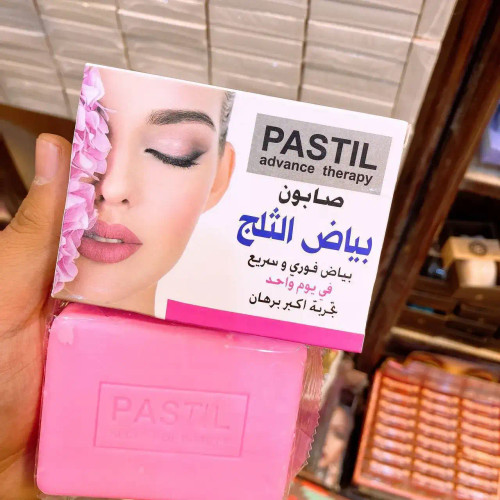 PASTIL
advance therapy
صابون
بياض الثلج
بياض فوري و سريع
في يوم واحد
تجربة اكبر برهان
PASTIL